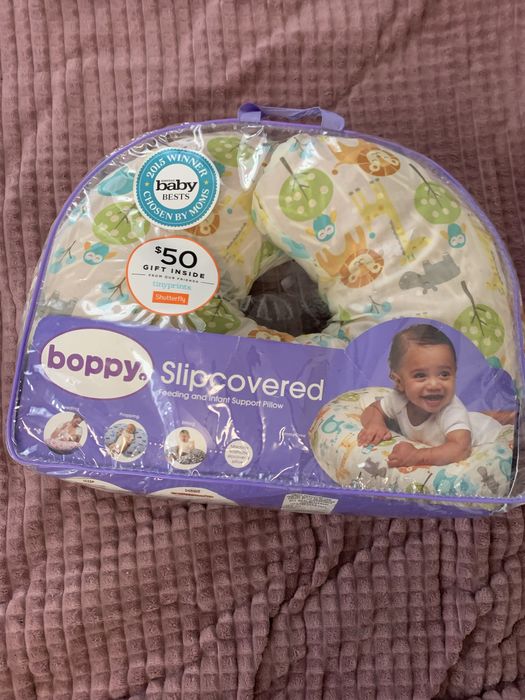 2015 WINNER
baby
BESTS
CHOSEN BY MOMS
$50
GIFT INSIDE
FROM OUR FRIENDS
tinyprints
Shutterfly
boppy
Slipcovered
Feeding and Infant Support Pillow
propping